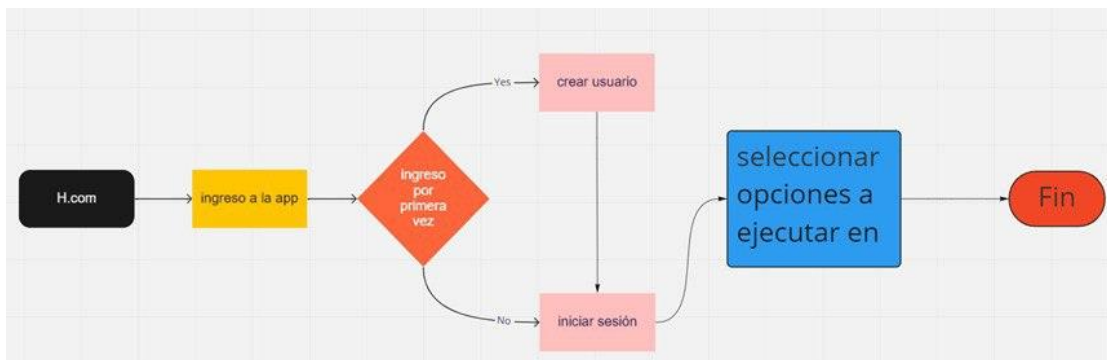 H.com
ingreso a la app
ingreso
por
primera
vez
Yes
crear usuario
No
iniciar sesión
seleccionar
opciones a
ejecutar en
Fin